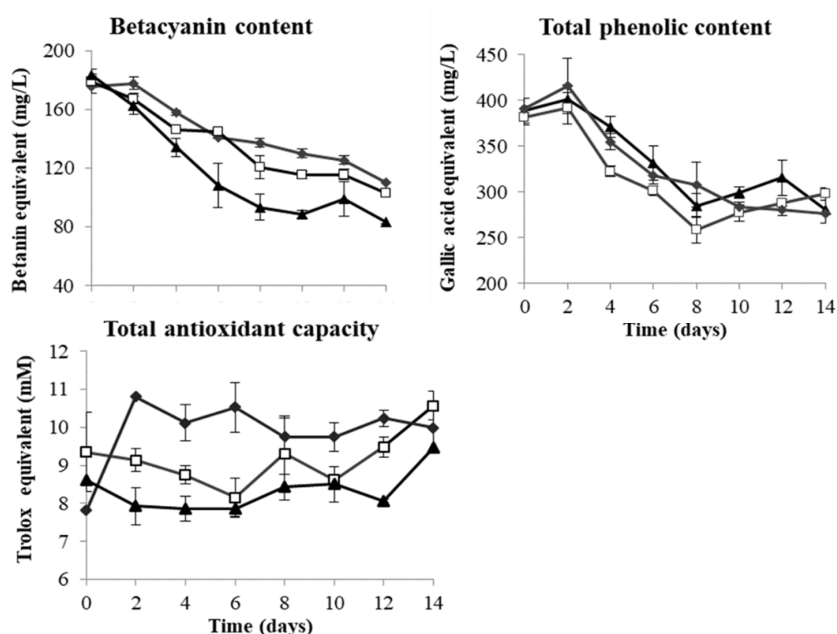 Betacyanin content
Betanin equivalent (mg/L)
200
160
120
80
40
Total phenolic content
Gallic acid equivalent (mg/L)
450
400
350
300
250
200
0 2 4 6 8 10 12 14
Time (days)
Total antioxidant capacity
Trolox equivalent (mM)
12
11
10
9
8
7
6
0 2 4 6 8 10 12 14
Time (days)